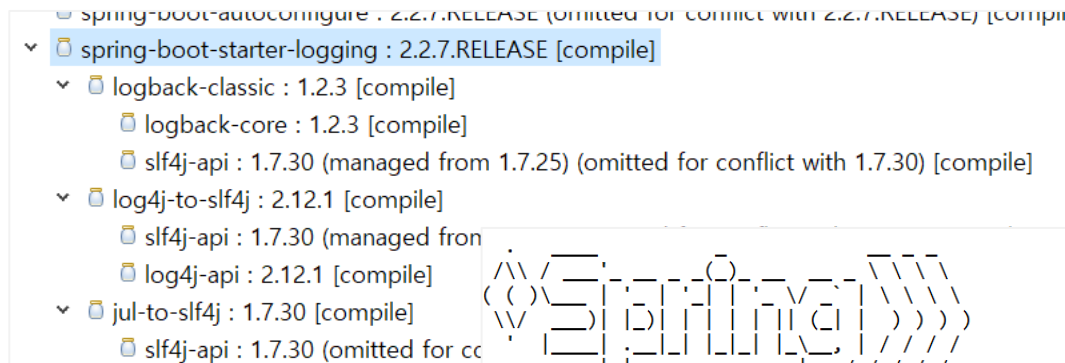 spring-boot-autoconfigure : 2.2.7.RELEASE (omitted for conflict with 2.2.7.RELEASE) [compil
spring-boot-starter-logging : 2.2.7.RELEASE [compile]
logback-classic : 1.2.3 [compile]
logback-core : 1.2.3 [compile]
slf4j-api : 1.7.30 (managed from 1.7.25) (omitted for conflict with 1.7.30) [compile]
log4j-to-slf4j : 2.12.1 [compile]
slf4j-api : 1.7.30 (managed from
log4j-api : 2.12.1 [compile]
jul-to-slf4j : 1.7.30 [compile]
slf4j-api : 1.7.30 (omitted for co
Spring